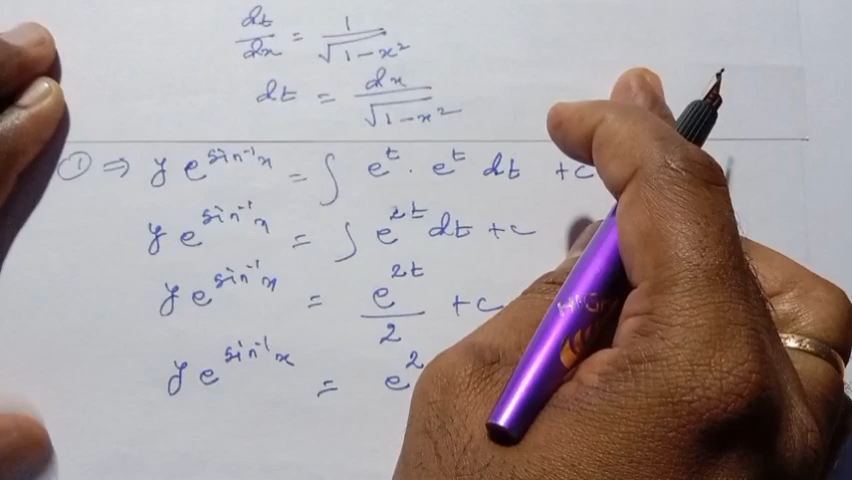 dt/dx = 1/√1-x²
dt = dx/√1-x²
① ⇒ y e^sin⁻¹x = ∫ e^t . e^t dt + c
y e^sin⁻¹x = ∫ e^2t dt + c
y e^sin⁻¹x = e^2t/2 + c
y e^sin⁻¹x = e^2